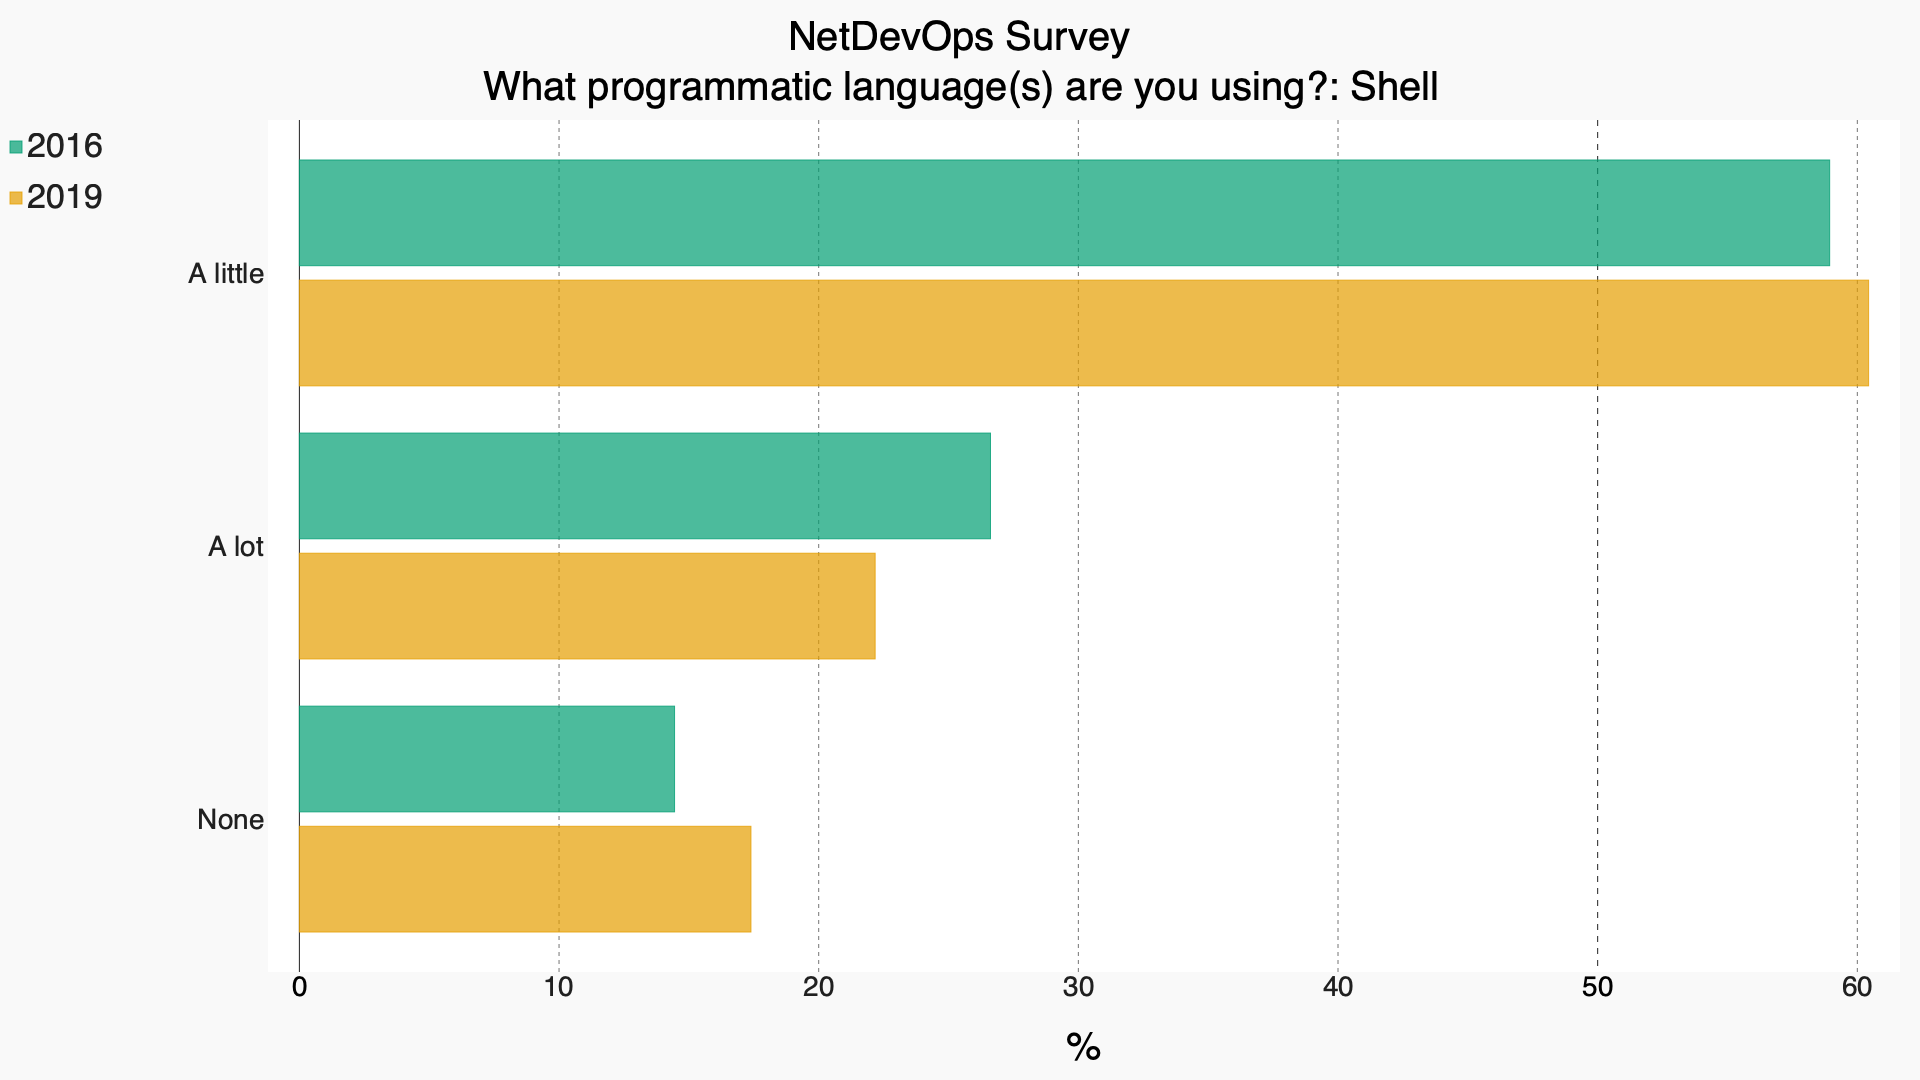 NetDevOps Survey
What programmatic language(s) are you using?: Shell
2016
2019
A little
A lot
None
0 10 20 30 40 50 60
%